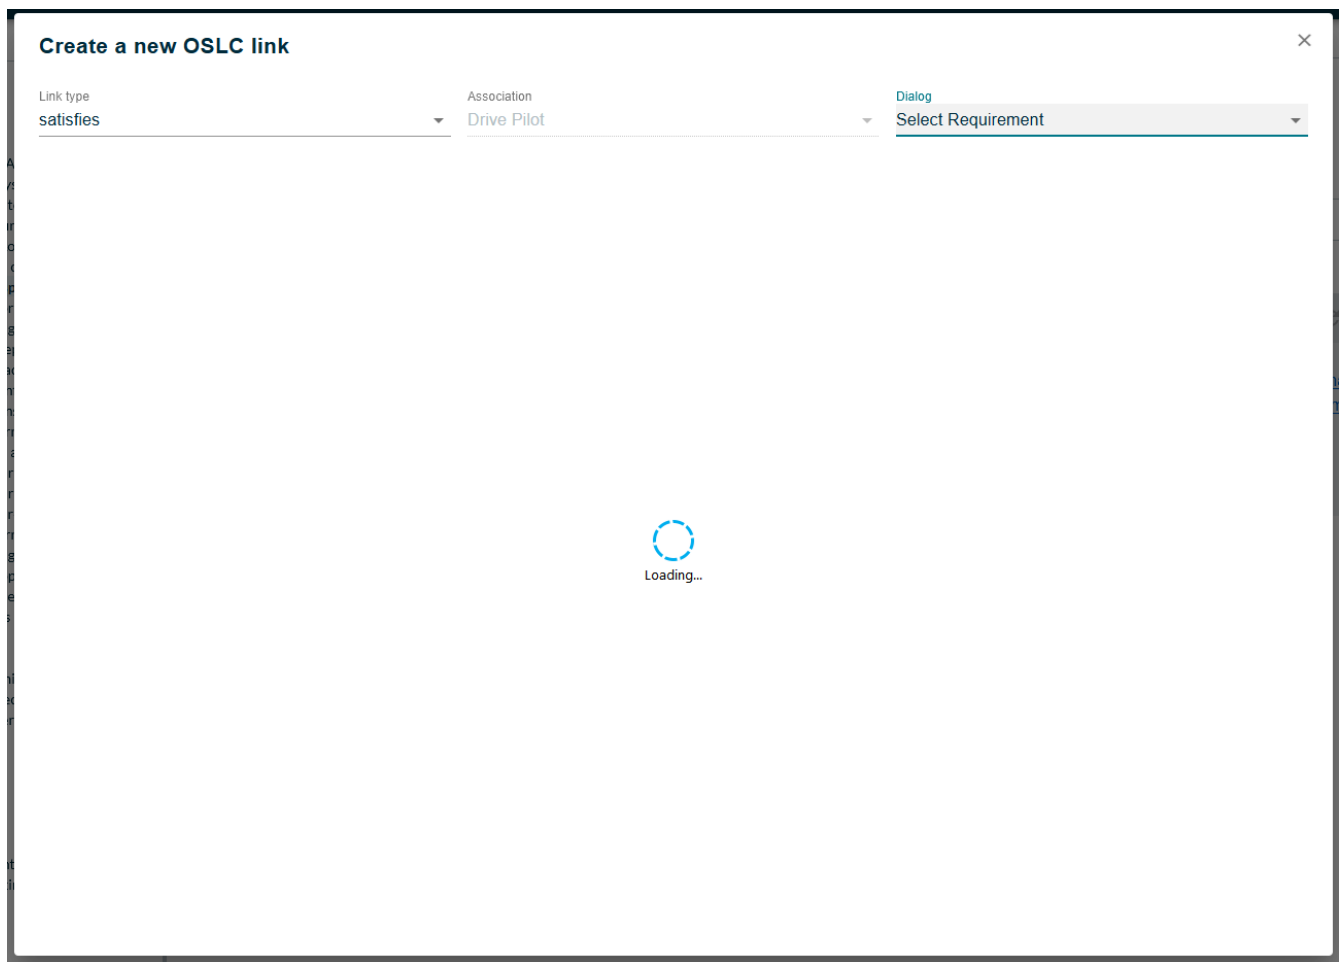 Create a new OSLC link
Link type
Association
Dialog
satisfies
Drive Pilot
Select Requirement
Loading...